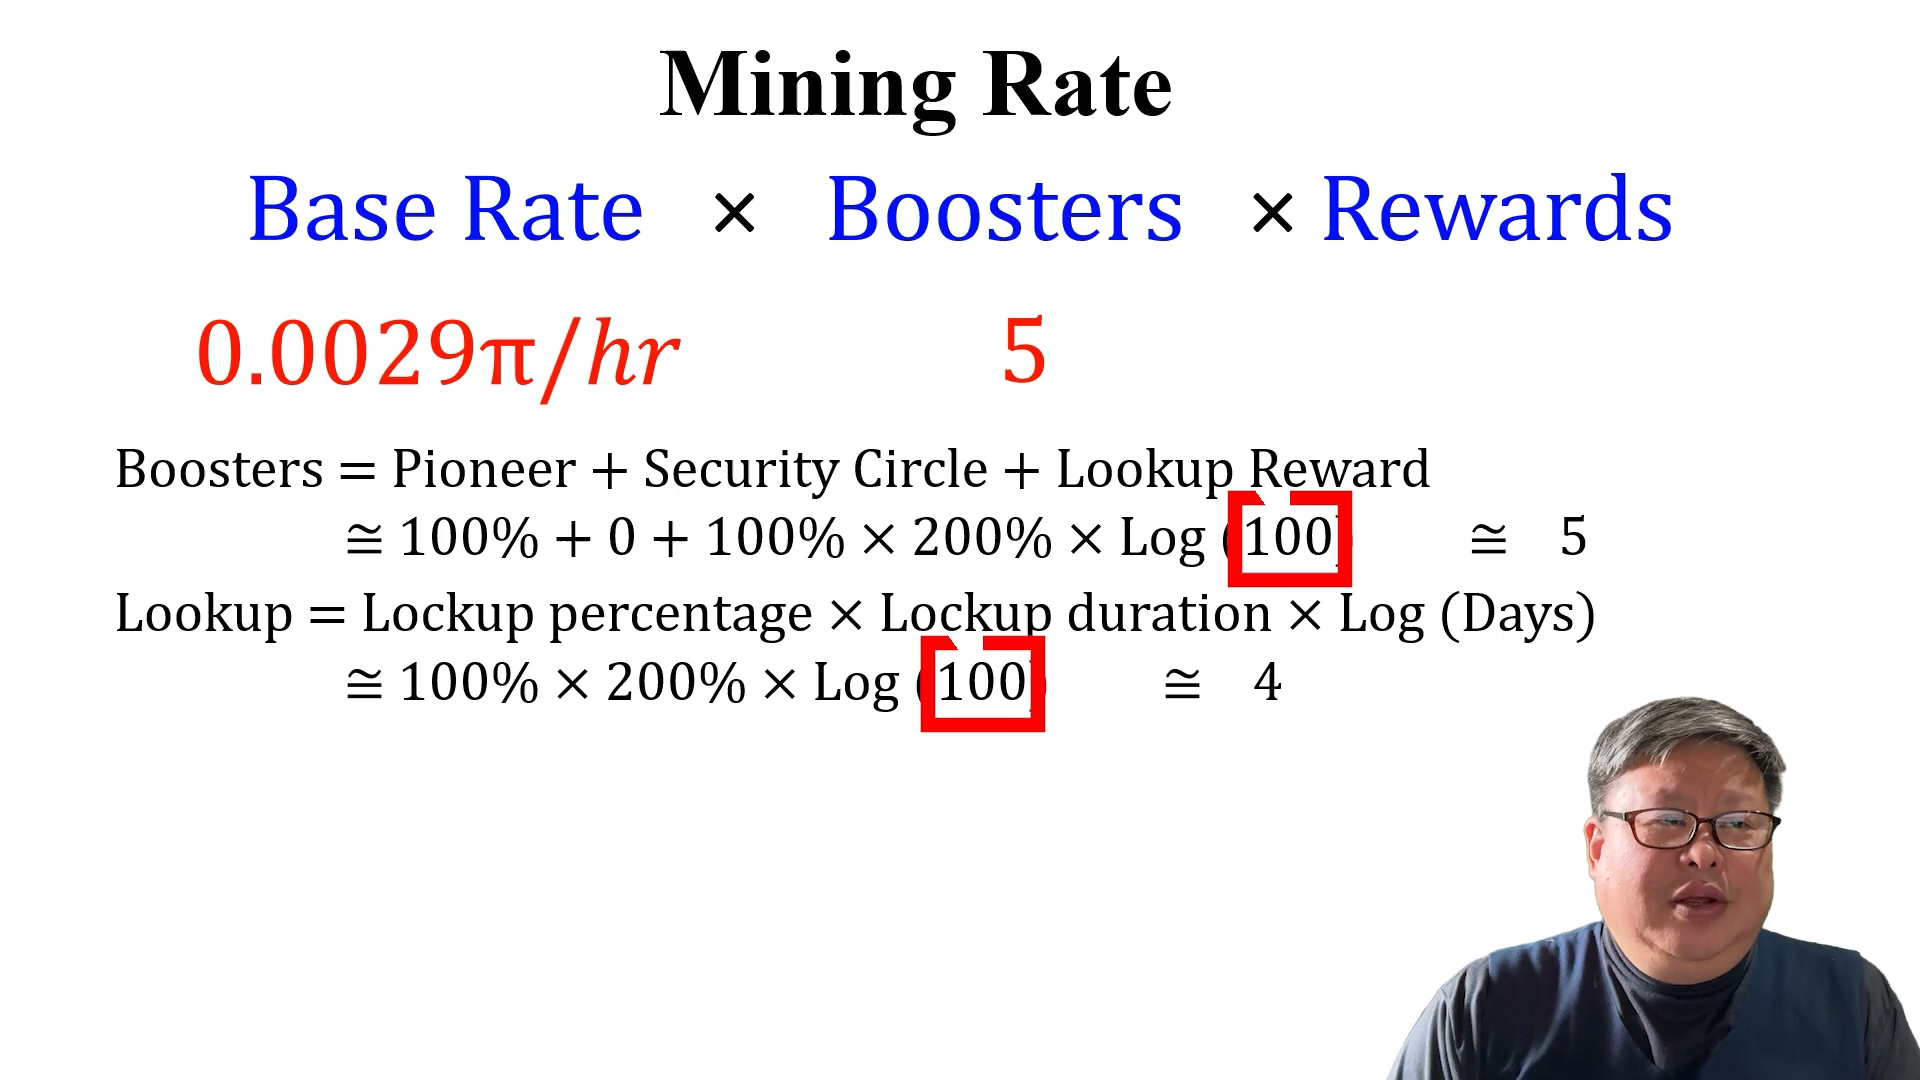 Mining Rate
Base Rate × Boosters × Rewards
0.0029π/hr 5
Boosters = Pioneer + Security Circle + Lookup Reward
≅ 100% + 0 + 100% × 200% × Log (100) ≅ 5
Lookup = Lockup percentage × Lockup duration × Log (Days)
≅ 100% × 200% × Log (100) ≅ 4